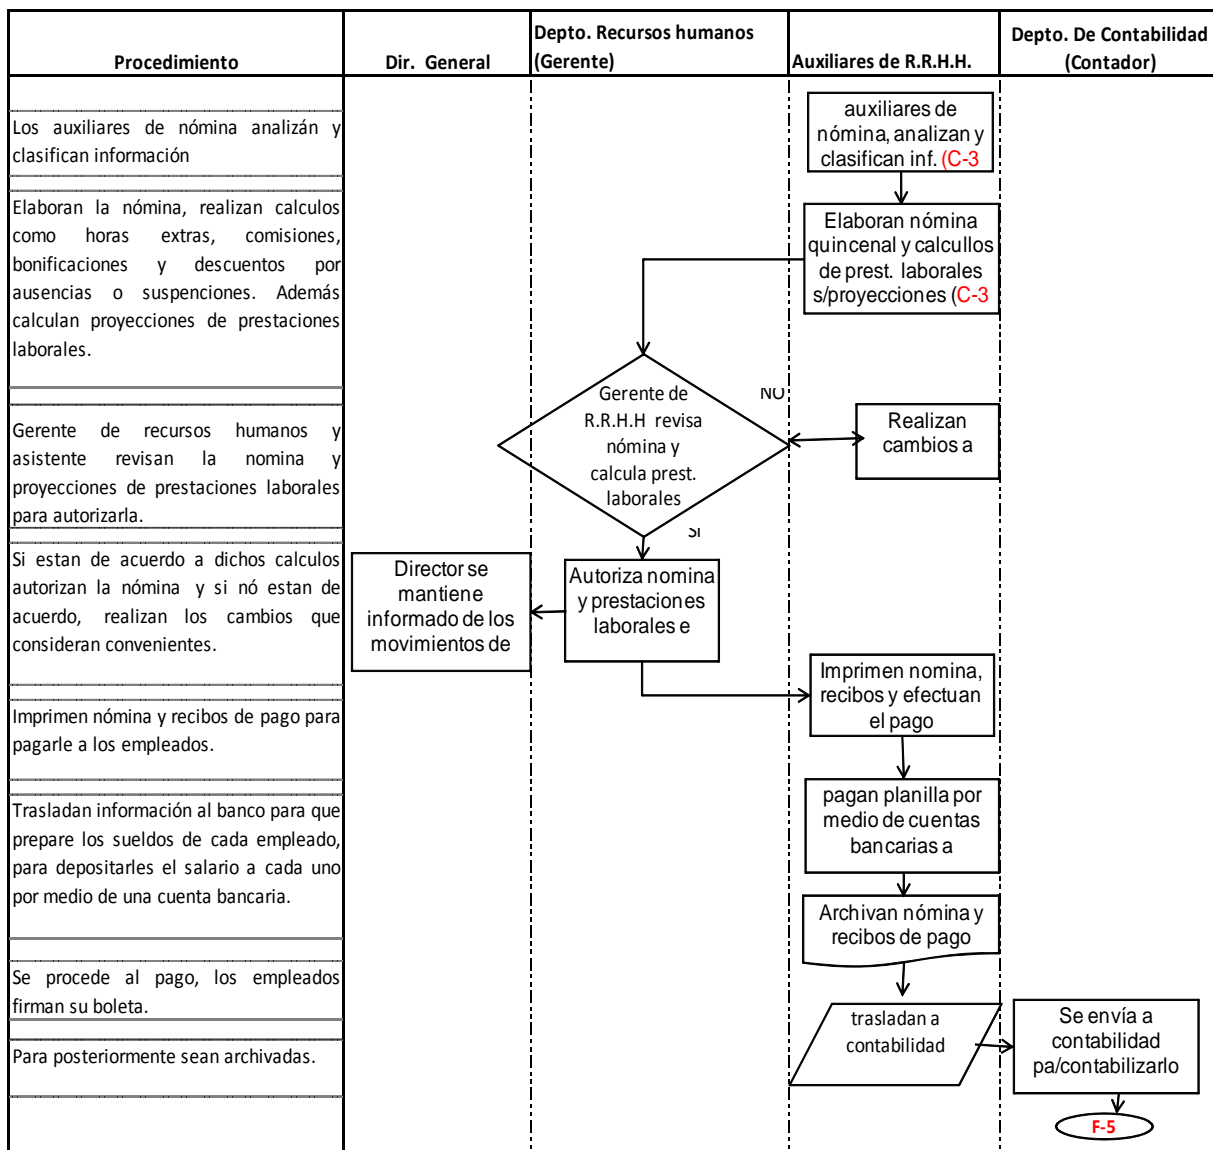 Procedimiento
Dir. General
Depto. Recursos humanos
(Gerente)
Auxiliares de R.R.H.H.
Depto. De Contabilidad
(Contador)
Los auxiliares de nómina analizán y
clasifican información
Elaboran la nómina, realizan calculos
como horas extras, comisiones,
bonificaciones y descuentos por
ausencias o suspenciones. Además
calculan proyecciones de prestaciones
laborales.
Gerente de recursos humanos y
asistente revisan la nomina y
proyecciones de prestaciones laborales
para autorizarla.
Si estan de acuerdo a dichos calculos
autorizan la nómina y si nó estan de
acuerdo, realizan los cambios que
consideran convenientes.
Imprimen nómina y recibos de pago para
pagarle a los empleados.
Trasladan información al banco para que
prepare los sueldos de cada empleado,
para depositarles el salario a cada uno
por medio de una cuenta bancaria.
Se procede al pago, los empleados
firman su boleta.
Para posteriormente sean archivadas.
auxiliares de
nómina, analizan y
clasifican inf. (C-3
Elaboran nómina
quincenal y calcullos
de prest. laborales
s/proyecciones (C-3
Gerente de
R.R.H.H revisa
nómina y
calcula prest.
laborales
NO
Realizan
cambios a
SI
Autoriza nomina
y prestaciones
laborales e
Director se
mantiene
informado de los
movimientos de
Imprimen nomina,
recibos y efectuan
el pago
pagan planilla por
medio de cuentas
bancarias a
Archivan nómina y
recibos de pago
trasladan a
contabilidad
Se envía a
contabilidad
pa/contabilizarlo
F-5